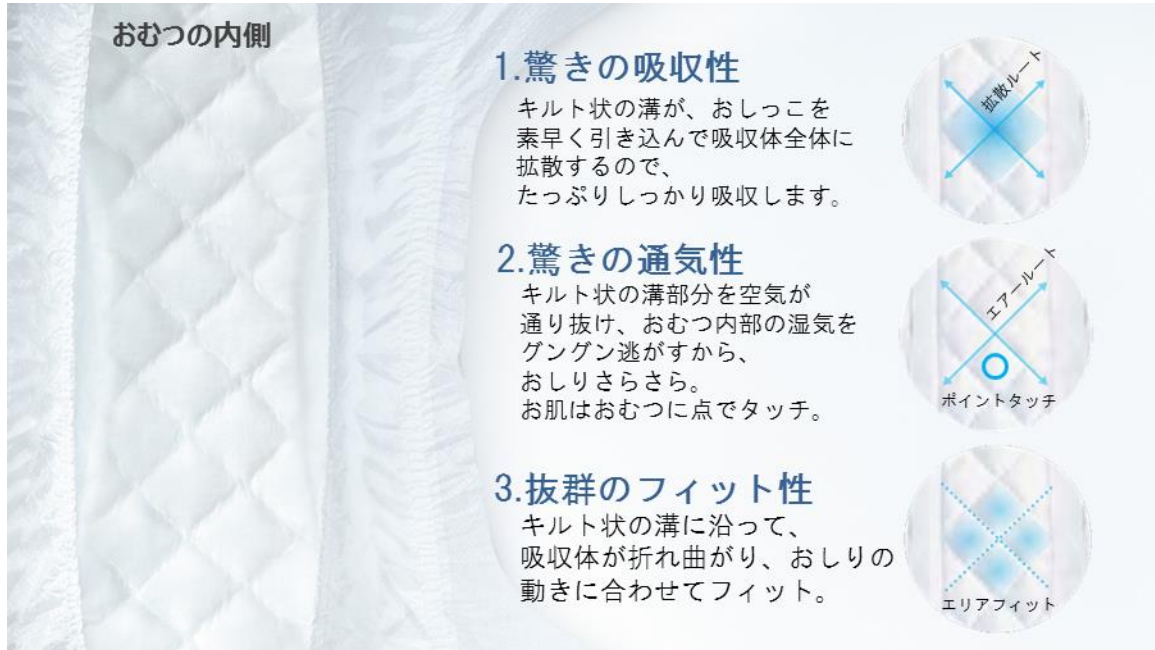 おむつの内側
1.驚きの吸収性
キルト状の溝が、おしっこを
素早く引き込んで吸収体全体に
拡散するので、
たっぷりしっかり吸収します。
拡散ルート
2.驚きの通気性
キルト状の溝部分を空気が
通り抜け、おむつ内部の湿気を
グングン逃がすから、
おしりさらさら。
お肌はおむつに点でタッチ。
エアールート
ポイントタッチ
3.抜群のフィット性
キルト状の溝に沿って、
吸収体が折れ曲がり、おしりの
動きに合わせてフィット。
エリアフィット